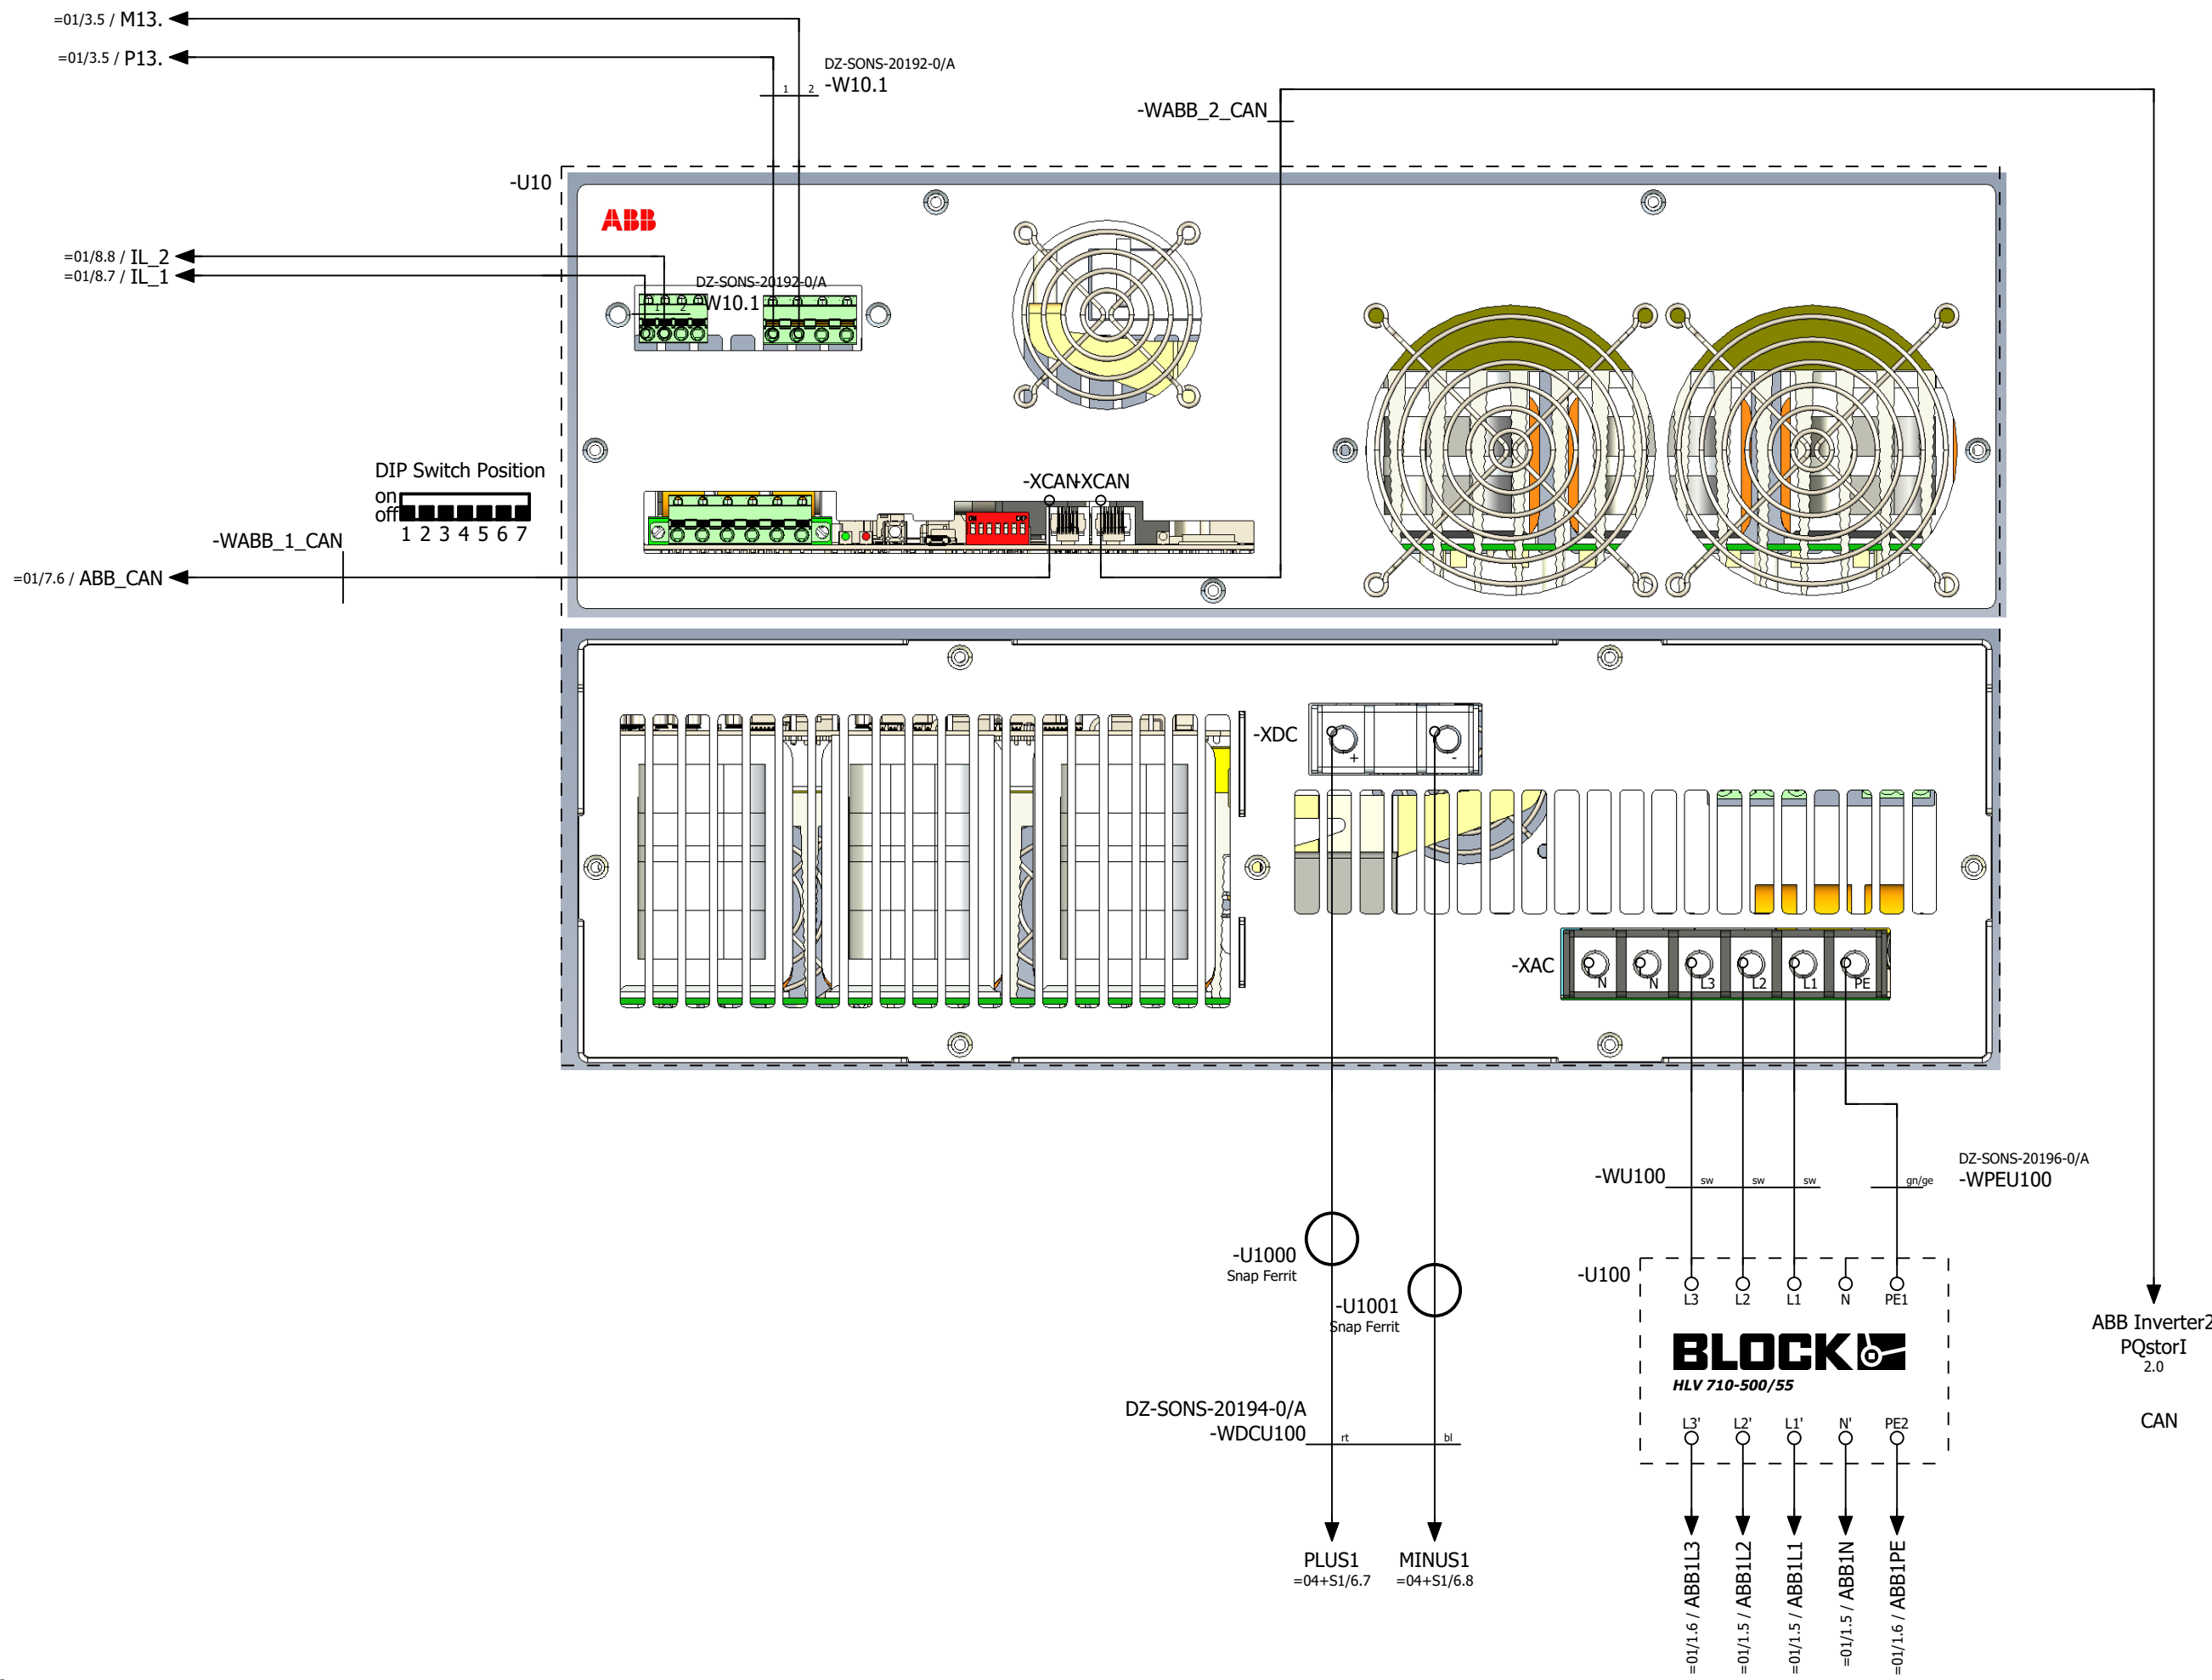 =01/3.5 / M13.
=01/3.5 / P13.
DZ-SONS-20192-0/A
-W10.1
1 2
-WABB_2_CAN
-U10
ABB
=01/8.8 / IL_2
=01/8.7 / IL_1
DZ-SONS-20192-0/A
-W10.1
1 2
DIP Switch Position
on
off
1 2 3 4 5 6 7
-XCAN
-XCAN
ON DIP
-WABB_1_CAN
=01/7.6 / ABB_CAN
-XDC
+ -
-XAC
N N L3 L2 L1 PE
-WU100
sw sw sw
gn/ge
DZ-SONS-20196-0/A
-WPEU100
-U1000
Snap Ferrit
-U1001
Snap Ferrit
-U100
L3 L2 L1 N PE1
BLOCK
HLV 710-500/55
L3' L2' L1' N' PE2
ABB Inverter2
PQstorI
2.0
CAN
DZ-SONS-20194-0/A
-WDCU100
rt bl
PLUS1
=04+S1/6.7
MINUS1
=04+S1/6.8
=01/1.6 / ABB1L3
=01/1.5 / ABB1L2
=01/1.5 / ABB1L1
=01/1.5 / ABB1N
=01/1.6 / ABB1PE